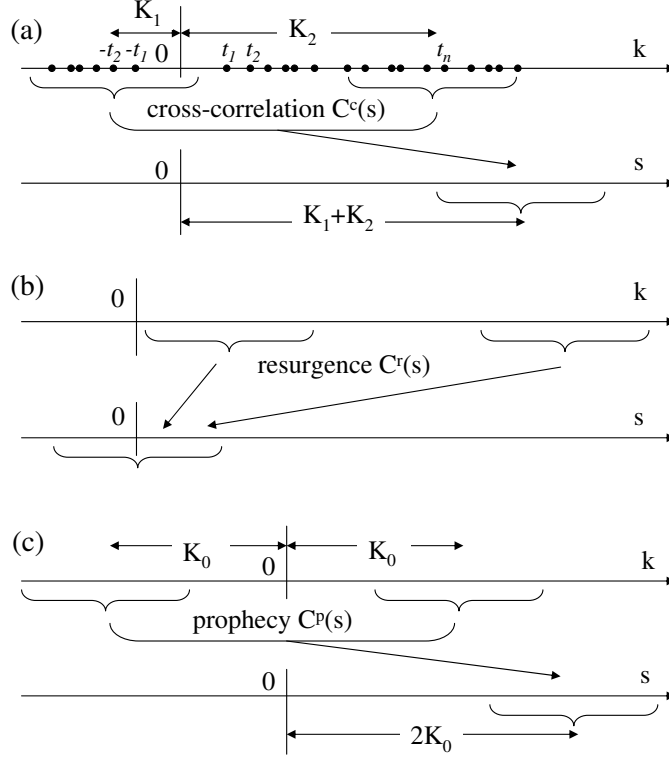 (a) K₁ K₂
-t₂ -t₁ 0 t₁ t₂ tₙ k
cross-correlation Cᶜ(s)
0 s
K₁+K₂
(b) 0 k
resurgence Cʳ(s)
0 s
(c) K₀ K₀
0 k
prophecy Cᵖ(s)
0 s
2K₀